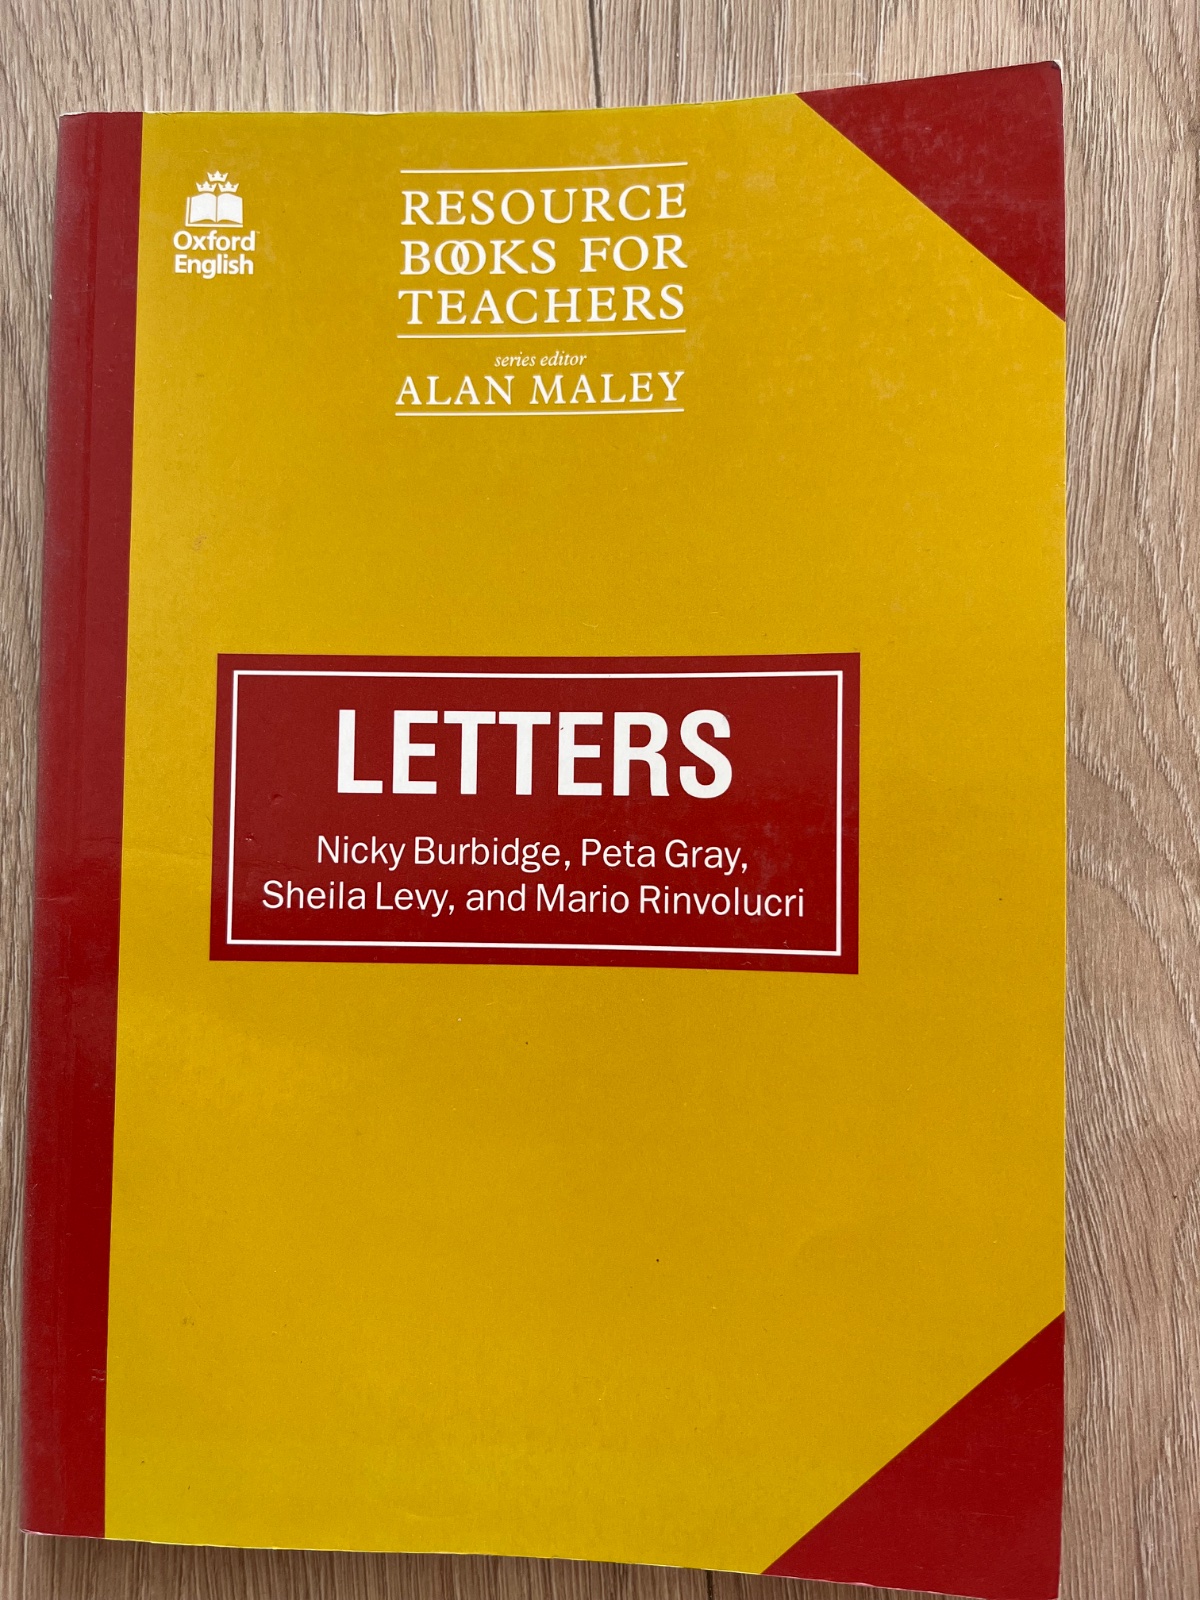 Oxford
English
RESOURCE
BOOKS FOR
TEACHERS
series editor
ALAN MALEY
LETTERS
Nicky Burbidge, Peta Gray,
Sheila Levy, and Mario Rinvolucri